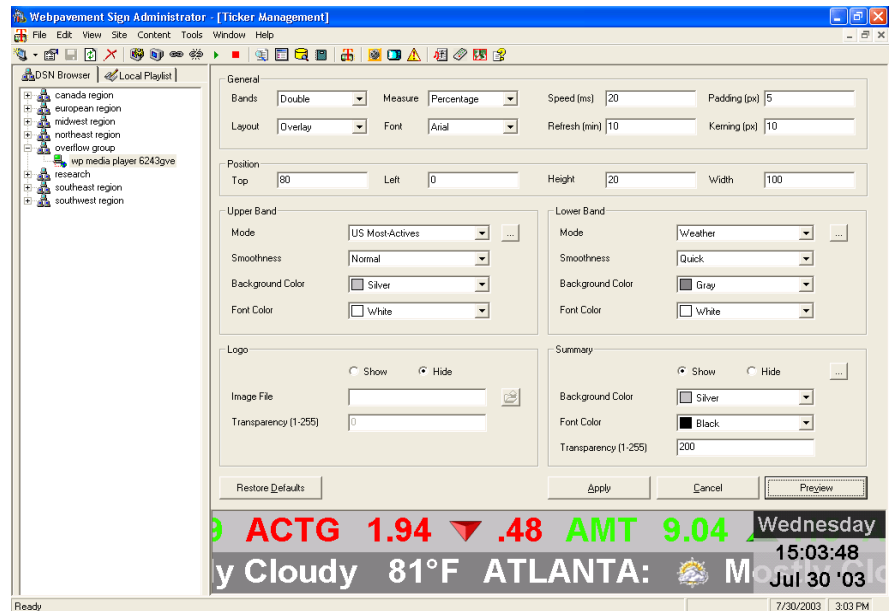 Webpavement Sign Administrator - [Ticker Management]
File Edit View Site Content Tools Window Help
DSN Browser Local Playlist
canada region
european region
midwest region
northeast region
overflow group
wp media player 6243gve
research
southeast region
southwest region
General
Bands Double Measure Percentage Speed (ms) 20 Padding (px) 5
Layout Overlay Font Arial Refresh (min) 10 Kerning (px) 10
Position
Top 80 Left 0 Height 20 Width 100
Upper Band
Mode US Most-Actives ...
Smoothness Normal
Background Color Silver
Font Color White
Lower Band
Mode Weather ...
Smoothness Quick
Background Color Gray
Font Color White
Logo
Show Hide
Image File
Transparency (1-255) 0
Summary
Show Hide ...
Background Color Silver
Font Color Black
Transparency (1-255) 200
Restore Defaults Apply Cancel Preview
9 ACTG 1.94 .48 AMT 9.04
y Cloudy 81°F ATLANTA: Mostly Clo
Wednesday
15:03:48
Jul 30 '03
Ready 7/30/2003 3:03 PM